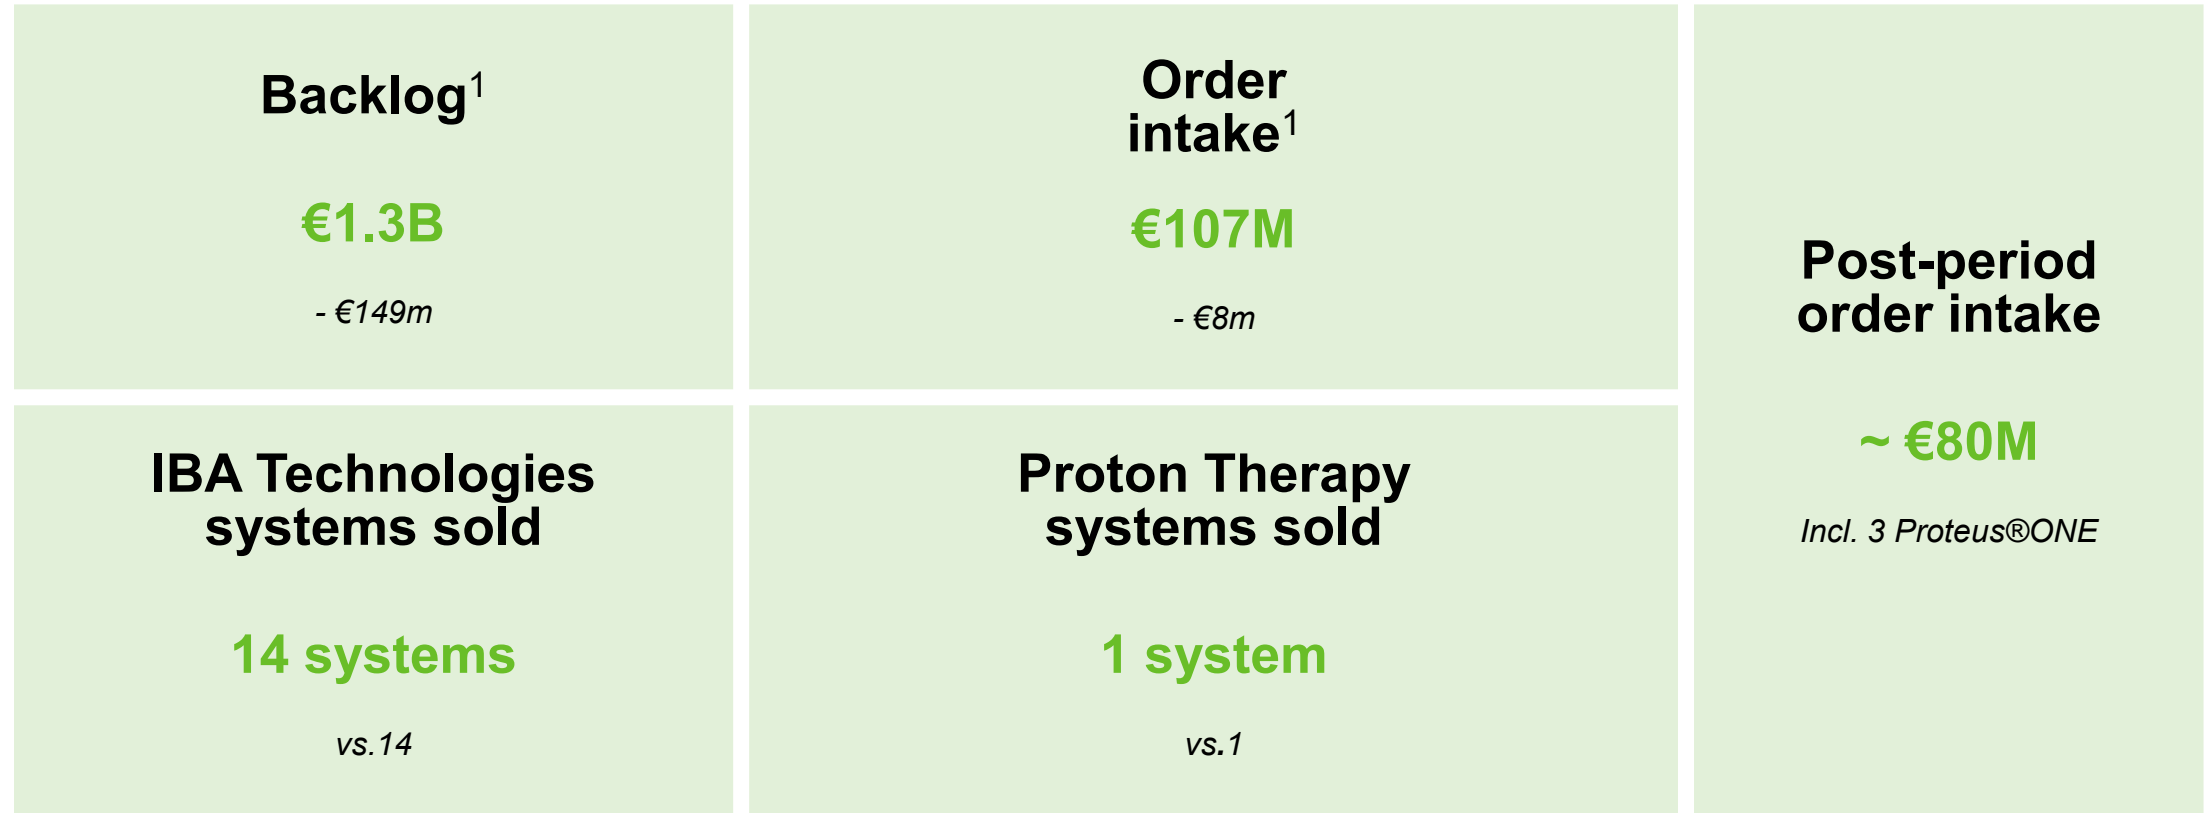 Backlog1
€1.3B
- €149m
Order
intake1
€107M
- €8m
IBA Technologies
systems sold
14 systems
vs.14
Proton Therapy
systems sold
1 system
vs.1
Post-period
order intake
~ €80M
Incl. 3 Proteus®ONE